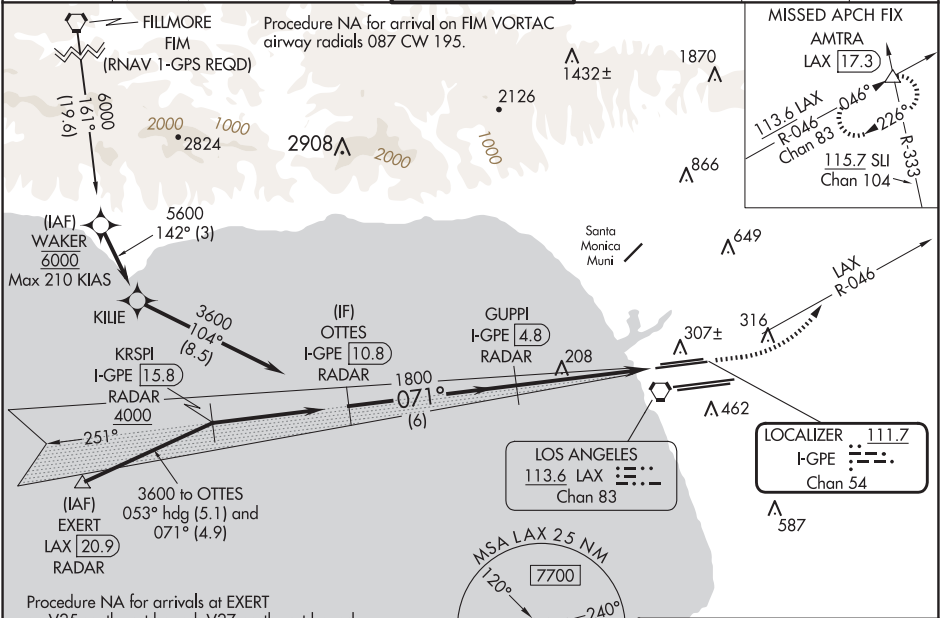 FILLMORE
FIM
(RNAV 1-GPS REQD)
Procedure NA for arrival on FIM VORTAC
airway radials 087 CW 195.
MISSED APCH FIX
AMTRA
LAX 17.3
046°
226°
113.6 LAX
R-046
Chan 83
R-333
115.7 SLI
Chan 104
6000
161°
(19.6)
2000
1000
2824
2908
2000
1432±
2126
1000
1870
866
649
(IAF)
WAKER
6000
Max 210 KIAS
5600
142° (3)
KILIE
3600
104°
(8.5)
Santa
Monica
Muni
LAX
R-046
KRSPI
I-GPE 15.8
RADAR
4000
(IF)
OTTES
I-GPE 10.8
RADAR
GUPPI
I-GPE 4.8
RADAR
208
307±
316
462
1800
071°
(6)
251°
(IAF)
EXERT
LAX 20.9
RADAR
3600 to OTTES
053° hdg (5.1) and
071° (4.9)
LOS ANGELES
113.6 LAX
Chan 83
LOCALIZER 111.7
I-GPE
Chan 54
587
MSA LAX 25 NM
7700
120°
240°
Procedure NA for arrivals at EXERT